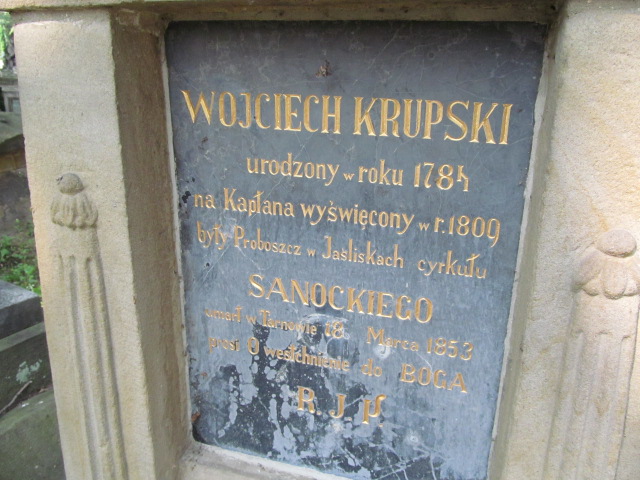 WOJCIECH KRUPSKI
urodzony w roku 1784
na Kapłana wyświęcony w r. 1809
były Proboszcz w Jaśliskach cyrkułu
SANOCKIEGO
umarł w Tarnowie 18. Marca 1853
prosi O westchnienie do BOGA
R J P